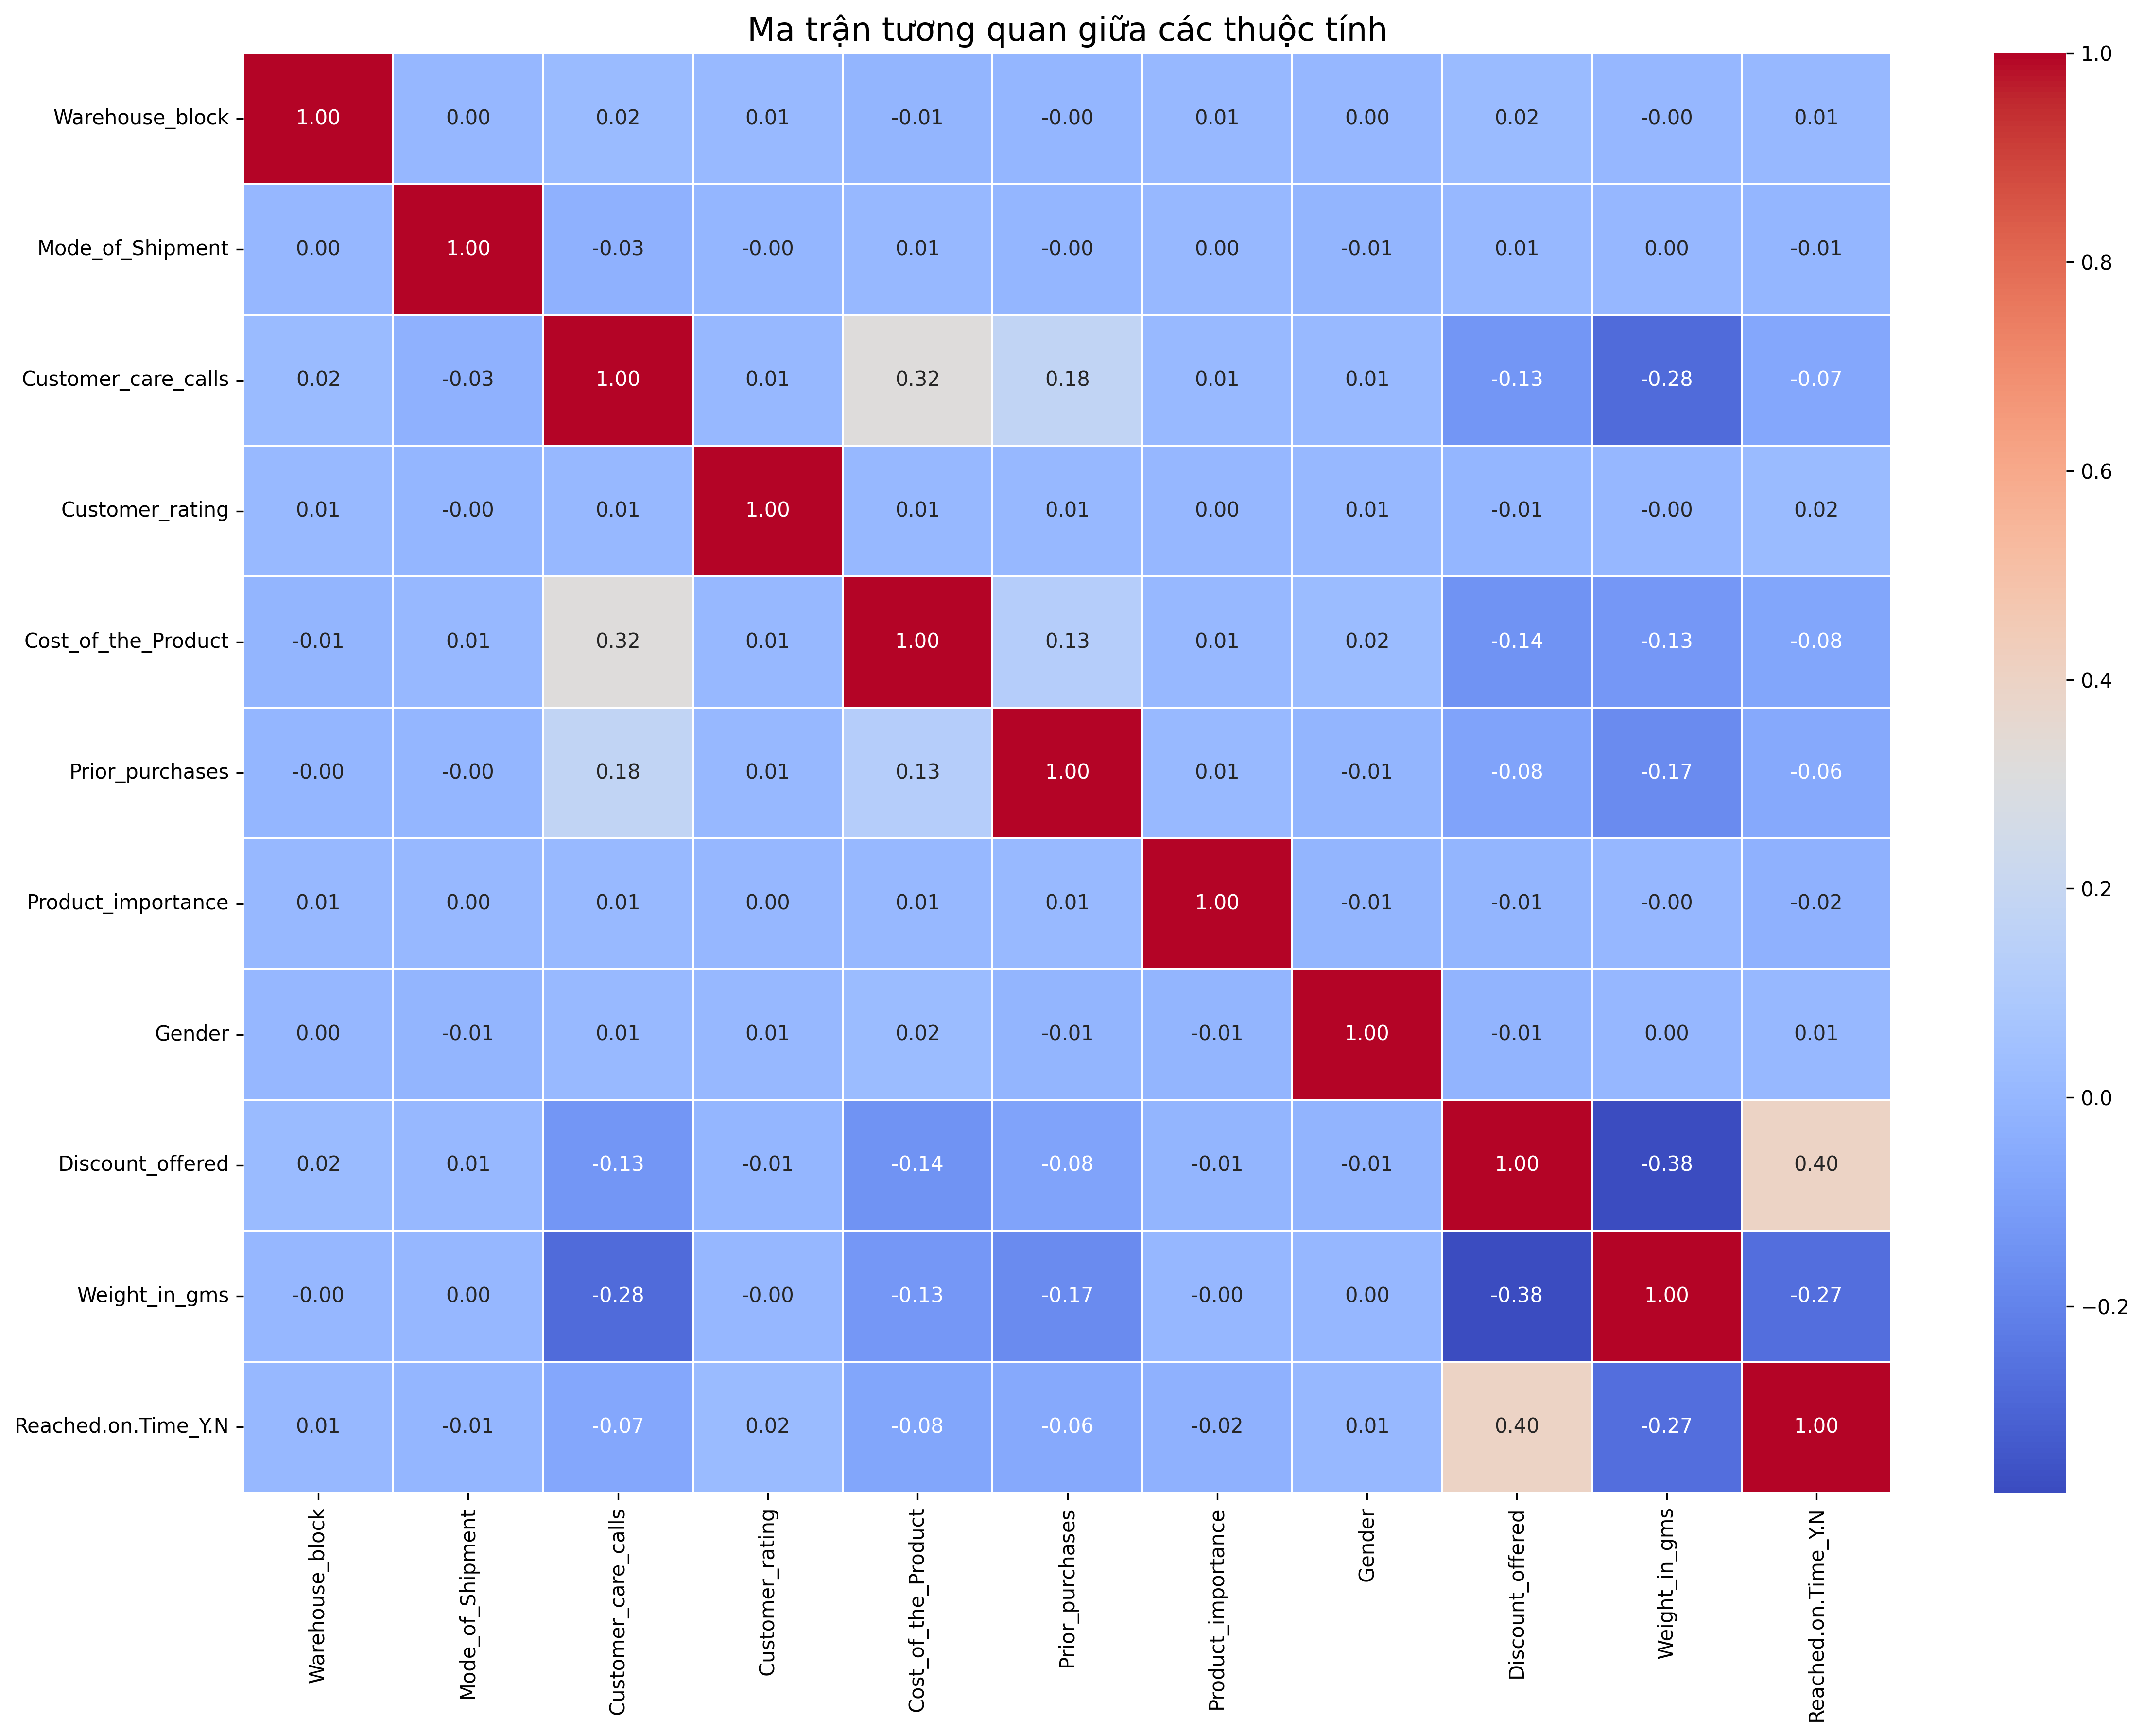 Ma trận tương quan giữa các thuộc tính
Warehouse_block 1.00 0.00 0.02 0.01 -0.01 -0.00 0.01 0.00 0.02 -0.00 0.01
Mode_of_Shipment 0.00 1.00 -0.03 -0.00 0.01 -0.00 0.00 -0.01 0.01 0.00 -0.01
Customer_care_calls 0.02 -0.03 1.00 0.01 0.32 0.18 0.01 0.01 -0.13 -0.28 -0.07
Customer_rating 0.01 -0.00 0.01 1.00 0.01 0.01 0.00 0.01 -0.01 -0.00 0.02
Cost_of_the_Product -0.01 0.01 0.32 0.01 1.00 0.13 0.01 0.02 -0.14 -0.13 -0.08
Prior_purchases -0.00 -0.00 0.18 0.01 0.13 1.00 0.01 -0.01 -0.08 -0.17 -0.06
Product_importance 0.01 0.00 0.01 0.00 0.01 0.01 1.00 -0.01 -0.01 -0.00 -0.02
Gender 0.00 -0.01 0.01 0.01 0.02 -0.01 -0.01 1.00 -0.01 0.00 0.01
Discount_offered 0.02 0.01 -0.13 -0.01 -0.14 -0.08 -0.01 -0.01 1.00 -0.38 0.40
Weight_in_gms -0.00 0.00 -0.28 -0.00 -0.13 -0.17 -0.00 0.00 -0.38 1.00 -0.27
Reached.on.Time_Y.N 0.01 -0.01 -0.07 0.02 -0.08 -0.06 -0.02 0.01 0.40 -0.27 1.00
Warehouse_block
Mode_of_Shipment
Customer_care_calls
Customer_rating
Cost_of_the_Product
Prior_purchases
Product_importance
Gender
Discount_offered
Weight_in_gms
Reached.on.Time_Y.N
1.0
0.8
0.6
0.4
0.2
0.0
−0.2